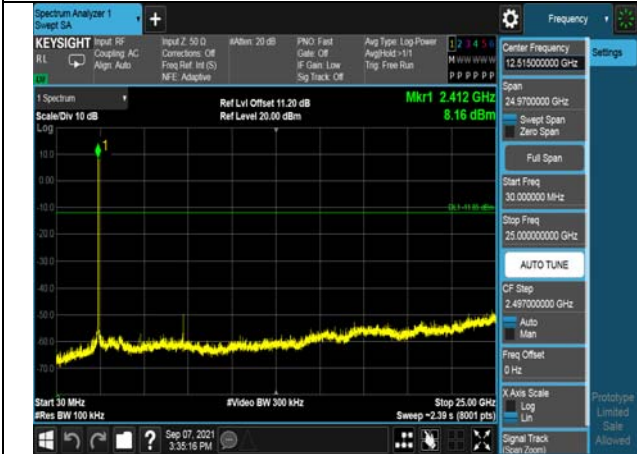 Spectrum Analyzer 1
Swept SA
+
Frequency
KEYSIGHT
RL
Input: RF
Coupling: AC
Align: Auto
Input Z: 50 Ω
Corrections: Off
Freq Ref: Int (S)
NFE: Adaptive
#Atten: 20 dB
PNO: Fast
Gate: Off
IF Gain: Low
Sig Track: Off
Avg Type: Log-Power
Avg|Hold:>1/1
Trig: Free Run
1 2 3 4 5 6
M W W W W W
P P P P P P
Center Frequency
12.515000000 GHz
Settings
1 Spectrum
Scale/Div 10 dB
Log
Ref Lvl Offset 11.20 dB
Ref Level 20.00 dBm
Mkr1 2.412 GHz
8.16 dBm
Span
24.9700000 GHz
Swept Span
Zero Span
Full Span
Start Freq
30.000000 MHz
Stop Freq
25.000000000 GHz
AUTO TUNE
CF Step
2.497000000 GHz
Auto
Man
Freq Offset
0 Hz
X Axis Scale
Log
Lin
Signal Track
(Span Zoom)
1
10.0
0.00
-10.0
-20.0
-30.0
-40.0
-50.0
-60.0
-70.0
Start 30 MHz
#Res BW 100 kHz
#Video BW 300 kHz
Stop 25.00 GHz
Sweep ~2.39 s (8001 pts)
Sep 07, 2021
3:35:16 PM
?
Prototype
Limited
Sale
Allowed